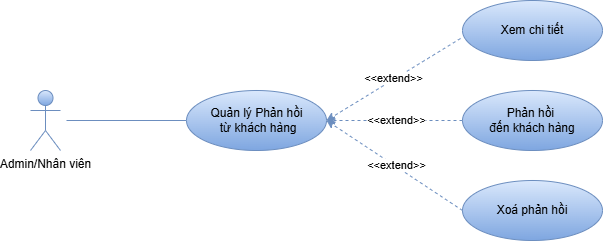 Xem chi tiết
<<extend>>
Quản lý Phản hồi
từ khách hàng
<<extend>>
Phản hồi
đến khách hàng
Admin/Nhân viên
<<extend>>
Xoá phản hồi